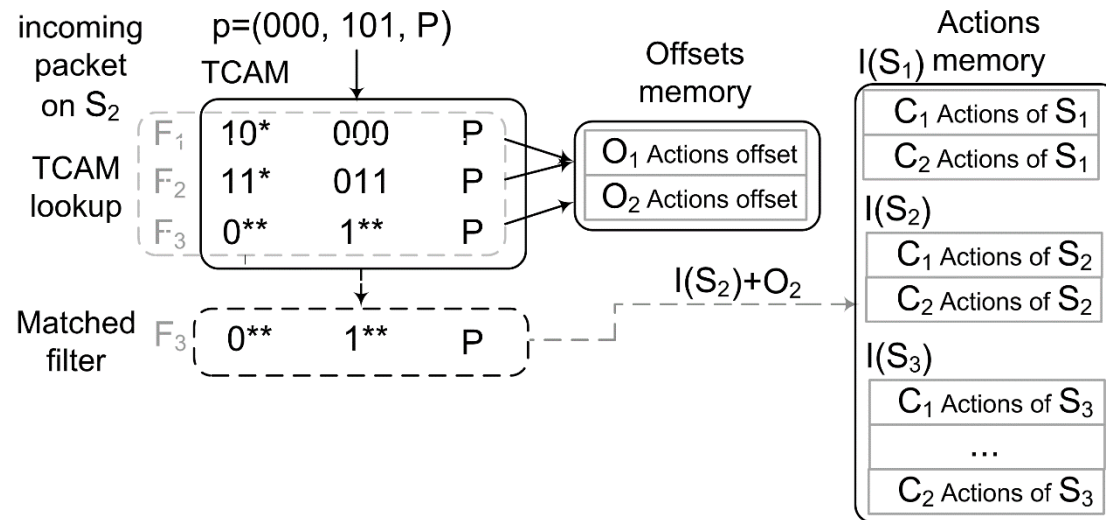 incoming
packet
on S₂
p=(000, 101, P)
TCAM
TCAM
lookup
F₁ 10* 000 P
F₂ 11* 011 P
F₃ 0** 1** P
Matched
filter
F₃ 0** 1** P
Offsets
memory
O₁ Actions offset
O₂ Actions offset
I(S₂)+O₂
Actions
memory
I(S₁)
C₁ Actions of S₁
C₂ Actions of S₁
I(S₂)
C₁ Actions of S₂
C₂ Actions of S₂
I(S₃)
C₁ Actions of S₃
...
C₂ Actions of S₃